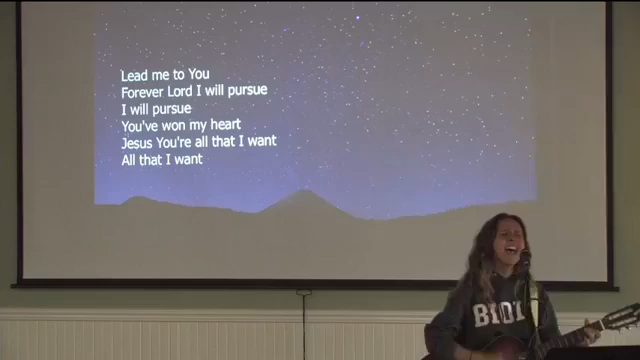 Lead me to You
Forever Lord I will pursue
I will pursue
You've won my heart
Jesus You're all that I want
All that I want